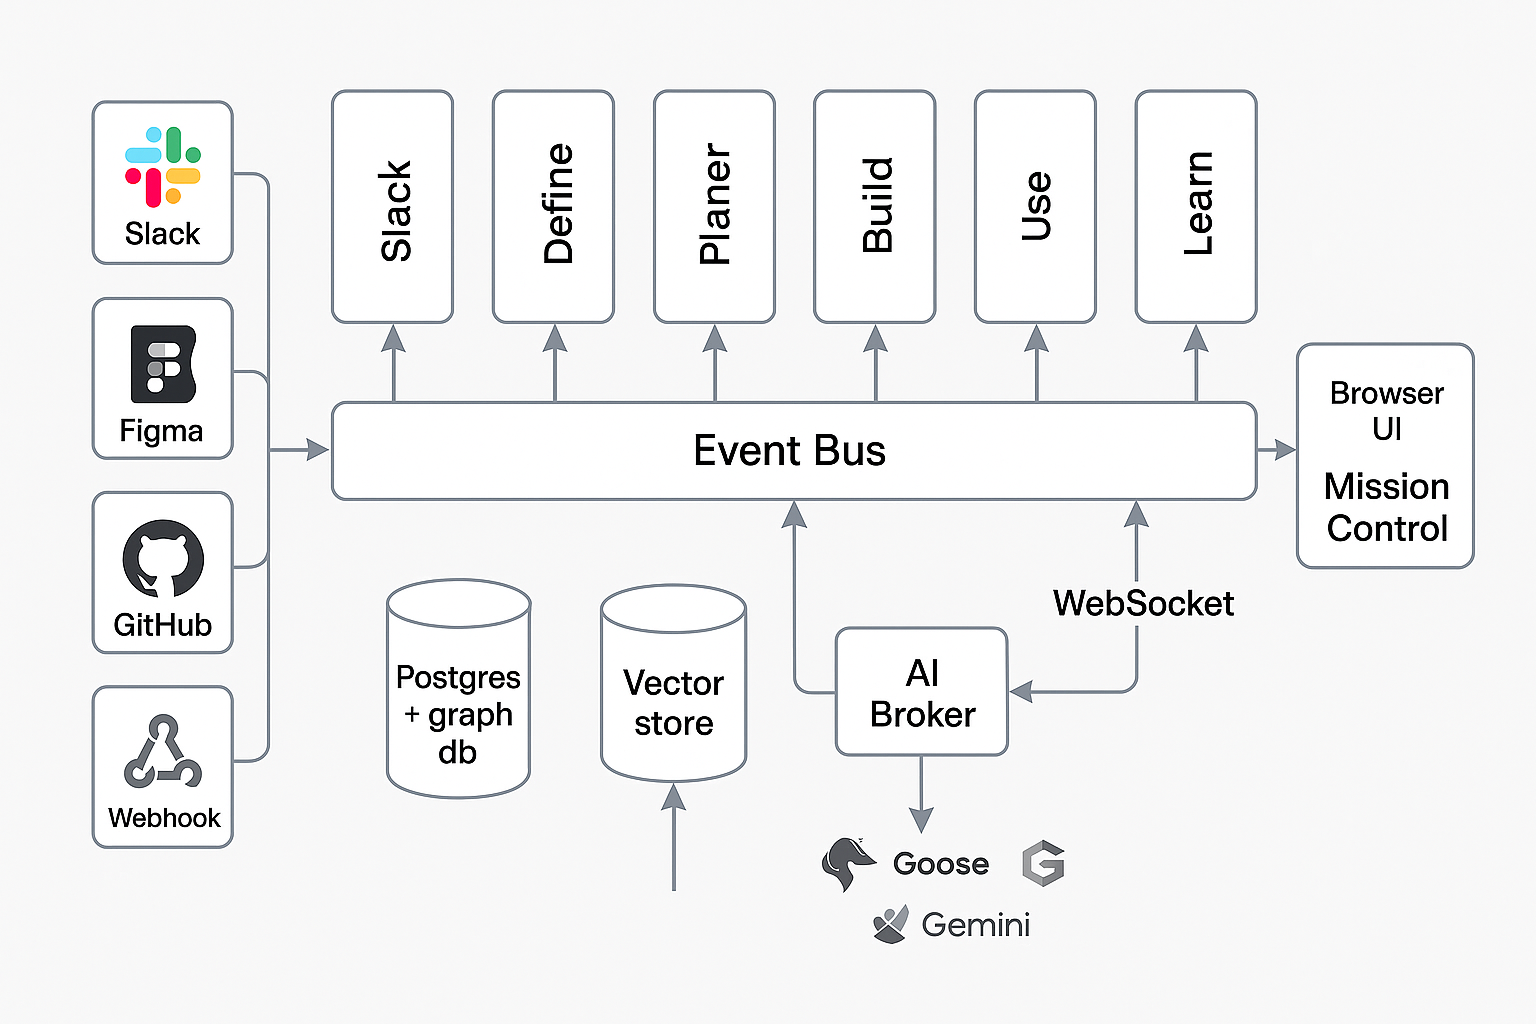 Slack
Figma
GitHub
Webhook
Slack
Define
Planer
Build
Use
Learn
Event Bus
Browser
UI
Mission
Control
Postgres
+ graph
db
Vector
store
AI
Broker
WebSocket
Goose
Gemini